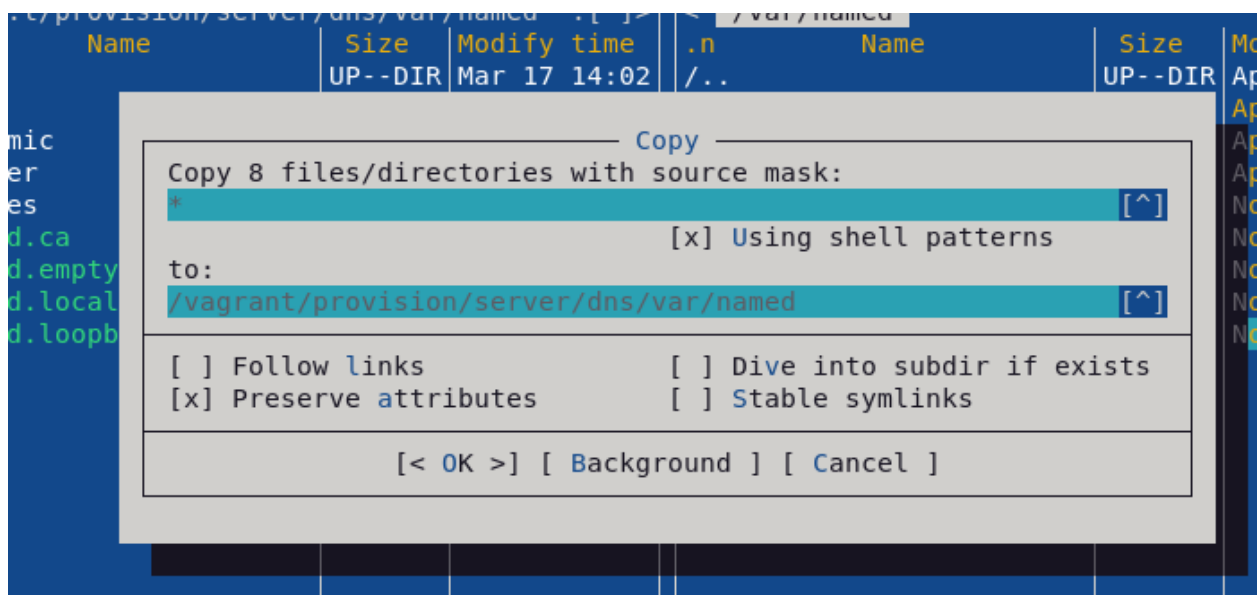 .t/provision/server/dns/var/named .[ ]>
< /var/named
Name Size Modify time .n Name Size
UP--DIR Mar 17 14:02 /.. UP--DIR
mic
er
es
d.ca
d.empty
d.local
d.loopb
Copy
Copy 8 files/directories with source mask:
* [^]
[x] Using shell patterns
to:
/vagrant/provision/server/dns/var/named [^]
[ ] Follow links [ ] Dive into subdir if exists
[x] Preserve attributes [ ] Stable symlinks
[< OK >] [ Background ] [ Cancel ]